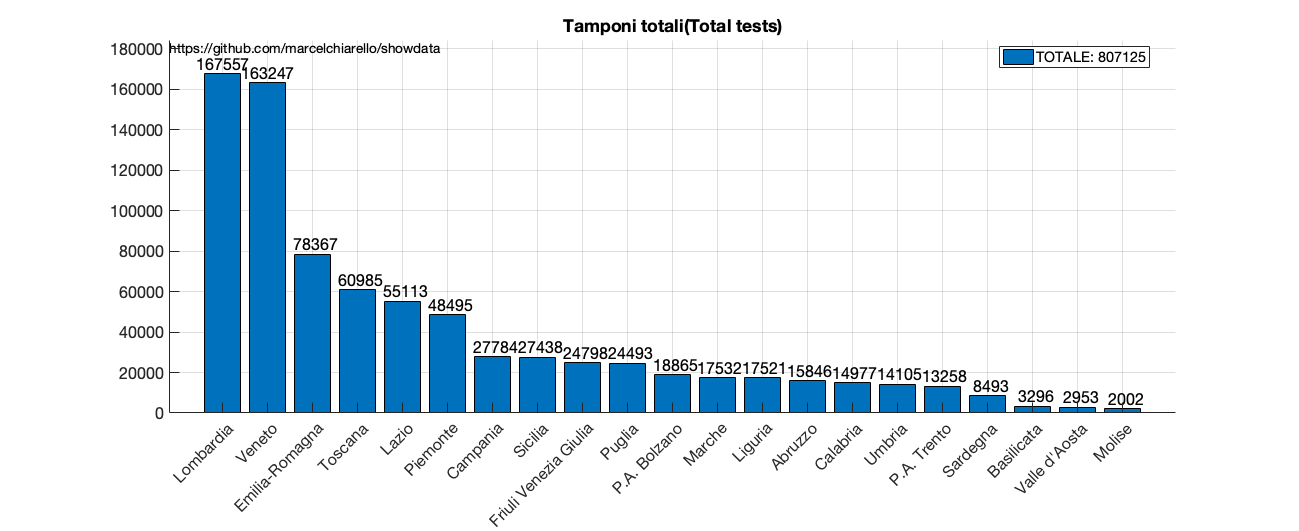 Tamponi totali(Total tests)
https://github.com/marcelchiarello/showdata
TOTALE: 807125
180000
160000
140000
120000
100000
80000
60000
40000
20000
0
167557
163247
78367
60985
55113
48495
27784
27438
24798
24493
18865
17532
17521
15846
14977
14105
13258
8493
3296
2953
2002
Lombardia
Veneto
Emilia-Romagna
Toscana
Lazio
Piemonte
Campania
Sicilia
Friuli Venezia Giulia
Puglia
P.A. Bolzano
Marche
Liguria
Abruzzo
Calabria
Umbria
P.A. Trento
Sardegna
Basilicata
Valle d'Aosta
Molise